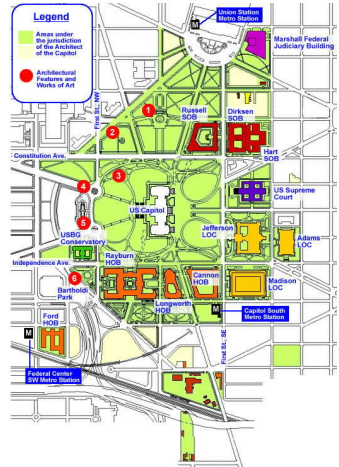 Legend
Areas under
the jurisdiction
of the Architect
of the Capitol
Architectural
Features and
Works of Art
Union Station
Metro Station
M
Marshall Federal
Judiciary Building
First St., NW
1
2
Russell
SOB
Dirksen
SOB
Hart
SOB
Constitution Ave.
3
4
5
US Capitol
US Supreme
Court
USBG
Conservatory
Jefferson
LOC
Adams
LOC
Independence Ave.
Rayburn
HOB
Cannon
HOB
Madison
LOC
6
Bartholdi
Park
Longworth
HOB
Ford
HOB
M
Capitol South
Metro Station
First St., SE
M
Federal Center
SW Metro Station